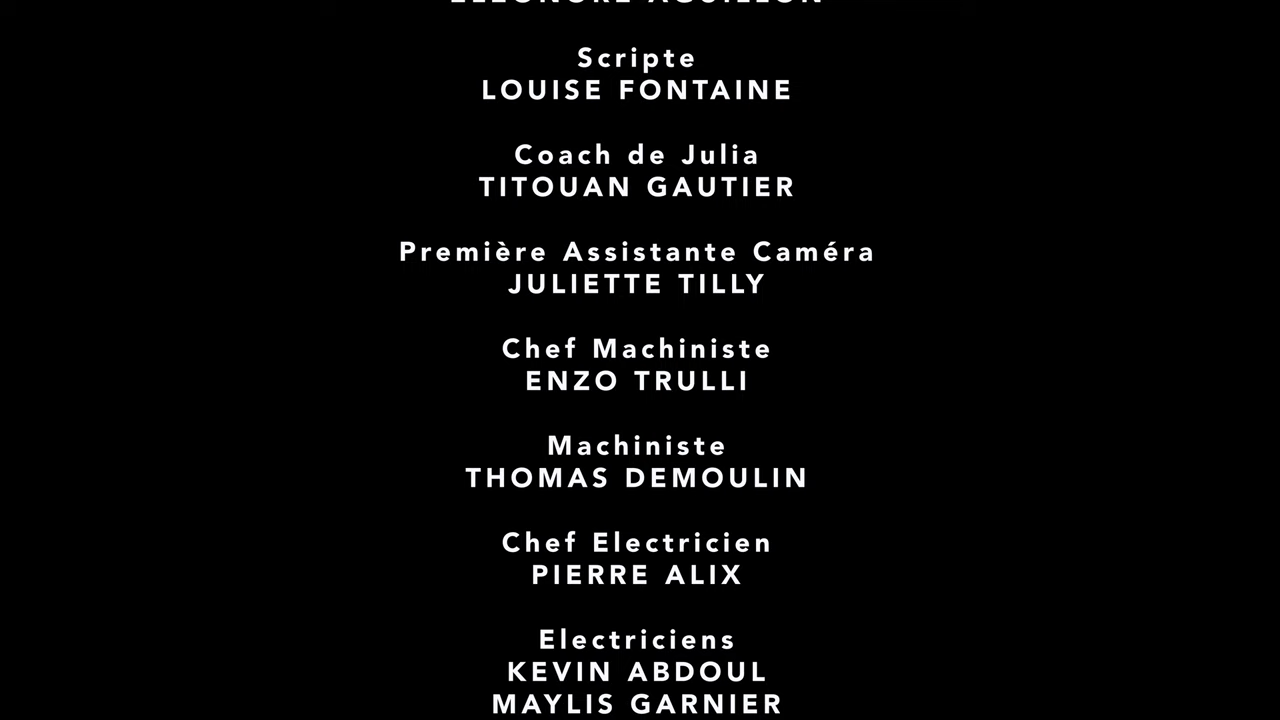 Scripte
LOUISE FONTAINE
Coach de Julia
TITOUAN GAUTIER
Première Assistante Caméra
JULIETTE TILLY
Chef Machiniste
ENZO TRULLI
Machiniste
THOMAS DEMOULIN
Chef Electricien
PIERRE ALIX
Electriciens
KEVIN ABDOUL
MAYLIS GARNIER